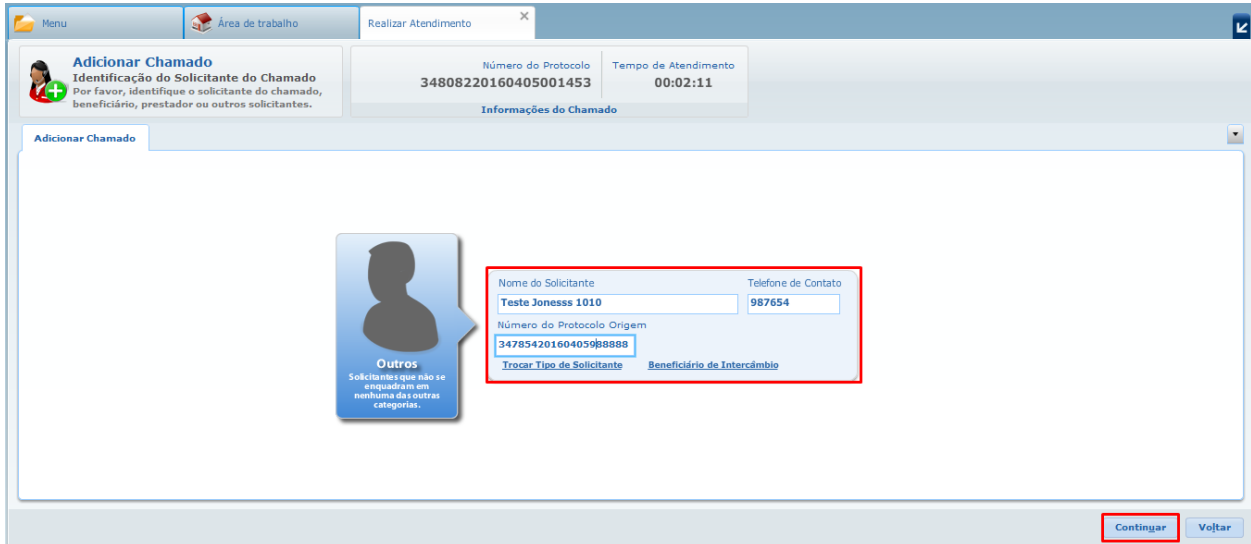 Menu
Área de trabalho
Realizar Atendimento
Adicionar Chamado
Identificação do Solicitante do Chamado
Por favor, identifique o solicitante do chamado,
beneficiário, prestador ou outros solicitantes.
Número do Protocolo
34808220160405001453
Tempo de Atendimento
00:02:11
Informações do Chamado
Adicionar Chamado
Outros
Solicitantes que não se
enquadram em
nenhuma das outras
categorias.
Nome do Solicitante
Telefone de Contato
Teste Jonesss 1010
987654
Número do Protocolo Origem
34785420160405988888
Trocar Tipo de Solicitante
Beneficiário de Intercâmbio
Continuar
Voltar